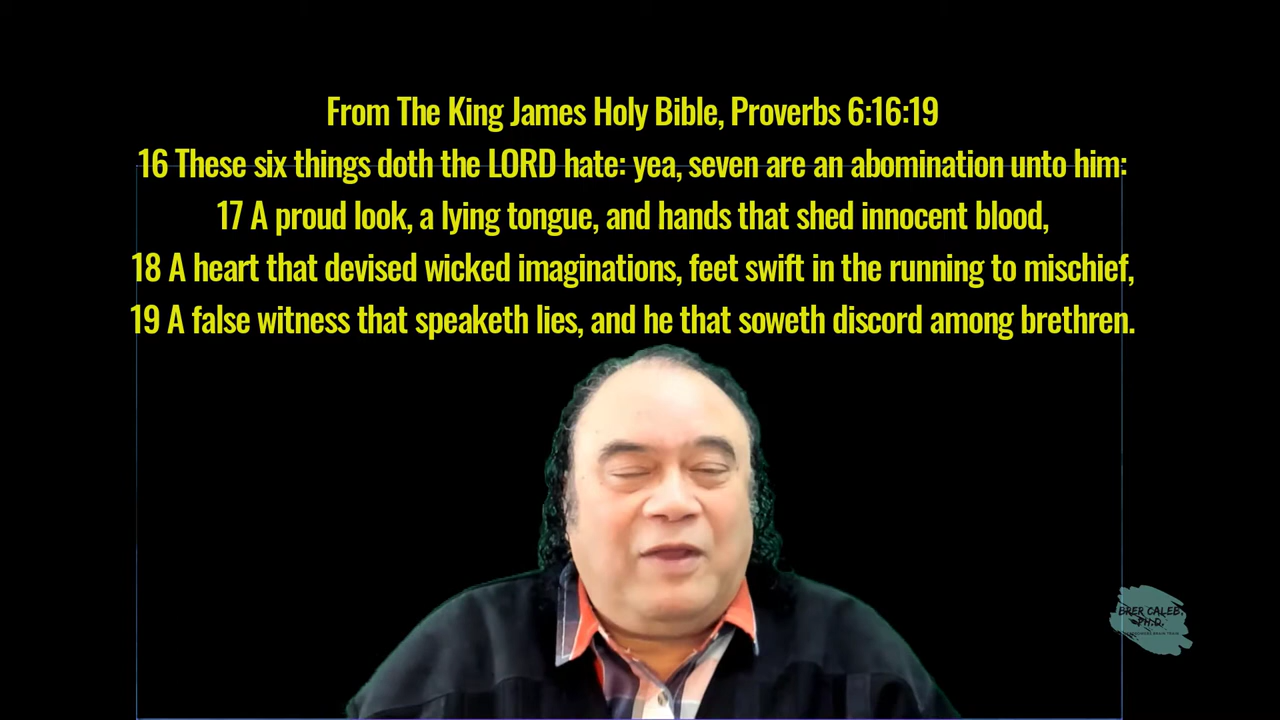 From The King James Holy Bible, Proverbs 6:16:19
16 These six things doth the LORD hate: yea, seven are an abomination unto him:
17 A proud look, a lying tongue, and hands that shed innocent blood,
18 A heart that devised wicked imaginations, feet swift in the running to mischief,
19 A false witness that speaketh lies, and he that soweth discord among brethren.
BRER CALEB,
PH.D.